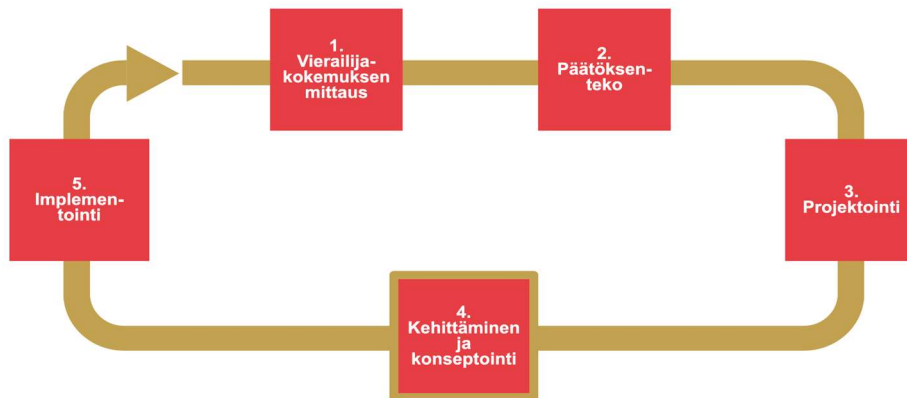 1.
Vierailija-
kokemuksen
mittaus
2.
Päätöksen-
teko
3.
Projektointi
4.
Kehittäminen
ja
konseptointi
5.
Implemen-
tointi